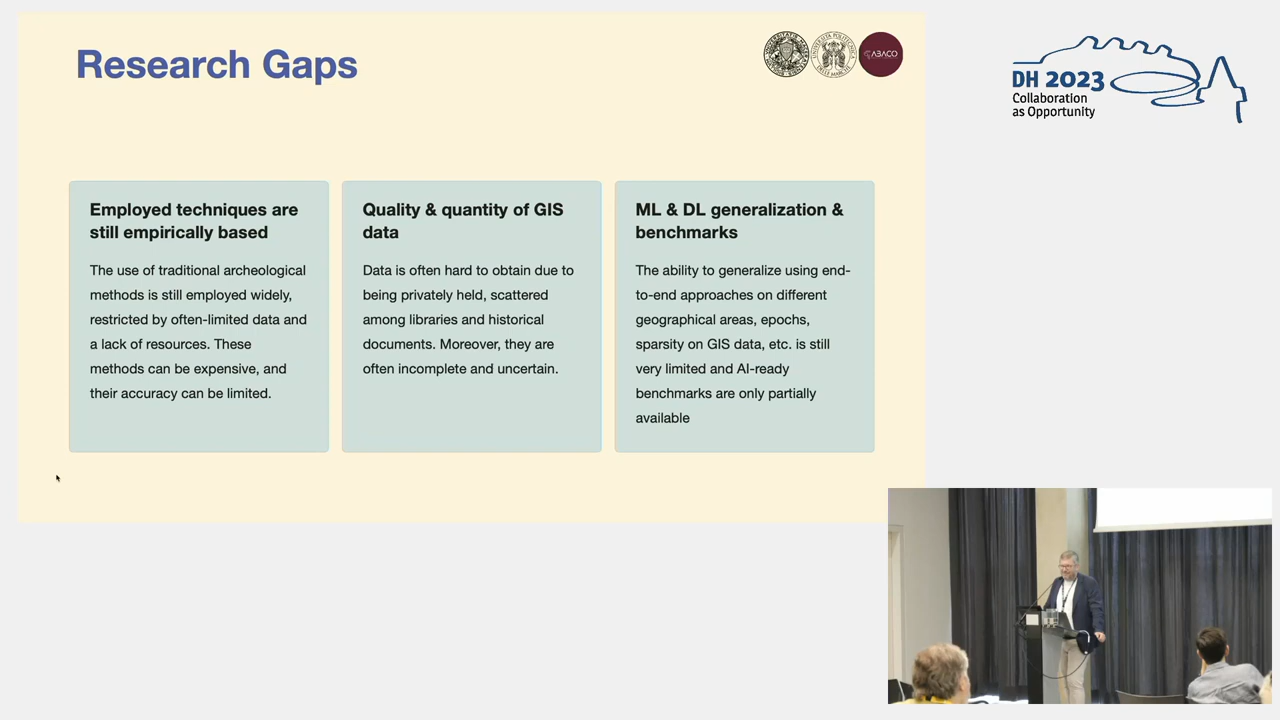 Research Gaps
ABACO
DH 2023
Collaboration
as Opportunity
Employed techniques are
still empirically based
The use of traditional archeological
methods is still employed widely,
restricted by often-limited data and
a lack of resources. These
methods can be expensive, and
their accuracy can be limited.
Quality & quantity of GIS
data
Data is often hard to obtain due to
being privately held, scattered
among libraries and historical
documents. Moreover, they are
often incomplete and uncertain.
ML & DL generalization &
benchmarks
The ability to generalize using end-
to-end approaches on different
geographical areas, epochs,
sparsity on GIS data, etc. is still
very limited and AI-ready
benchmarks are only partially
available